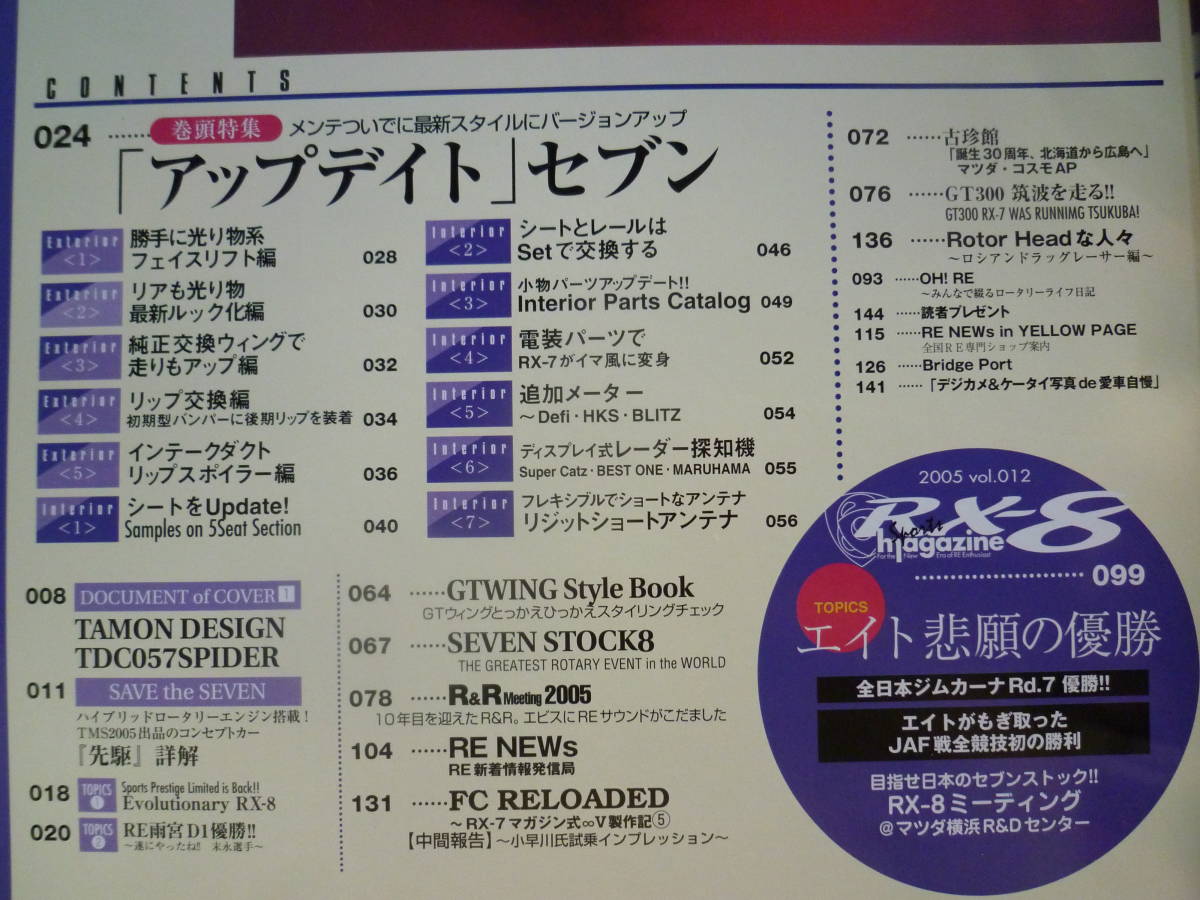 CONTENTS
024 ……巻頭特集 メンテついでに最新スタイルにバージョンアップ
「アップデイト」セブン
Exterior <1> 勝手に光り物系
フェイスリフト編 028
Exterior <2> リアも光り物
最新ルック化編 030
Exterior <3> 純正交換ウィングで
走りもアップ編 032
Exterior <4> リップ交換編
初期型バンパーに後期リップを装着 034
Exterior <5> インテークダクト
リップスポイラー編 036
Interior <1> シートをUpdate!
Samples on 5Seat Section 040
Interior <2> シートとレールは
Setで交換する 046
Interior <3> 小物パーツアップデート!!
Interior Parts Catalog 049
Interior <4> 電装パーツで
RX-7がイマ風に変身 052
Interior <5> 追加メーター
～Defi・HKS・BLITZ 054
Interior <6> ディスプレイ式レーダー探知機
Super Catz・BEST ONE・MARUHAMA 055
Interior <7> フレキシブルでショートなアンテナ
リジットショートアンテナ 056
072 ……古珍館
「誕生30周年、北海道から広島へ」
マツダ・コスモAP
076 ……GT300 筑波を走る!!
GT300 RX-7 WAS RUNNIMG TSUKUBA!
136 ……Rotor Headな人々
～ロシアンドラッグレーサー編～
093 ……OH! RE
～みんなで綴るロータリーライフ日記
144 ……読者プレゼント
115 ……RE NEWs in YELLOW PAGE
全国RE専門ショップ案内
126 ……Bridge Port
141 ……「デジカメ&ケータイ写真de愛車自慢」
008 DOCUMENT of COVER 1
TAMON DESIGN
TDC057SPIDER
011 SAVE the SEVEN
ハイブリッドロータリーエンジン搭載！
TMS2005出品のコンセプトカー
『先駆』詳解
018 TOPICS 1 Sports Prestige Limited is Back!!
Evolutionary RX-8
020 TOPICS 2 RE雨宮D1優勝!!
～遂にやったね!! 末永選手～
064 ……GTWING Style Book
GTウィングとっかえひっかえスタイリングチェック
067 ……SEVEN STOCK8
THE GREATEST ROTARY EVENT in the WORLD
078 ……R&R Meeting 2005
10年目を迎えたR&R。エビスにREサウンドがこだました
104 ……RE NEWs
RE新着情報発信局
131 ……FC RELOADED
～RX-7マガジン式∞V製作記⑤
【中間報告】～小早川氏試乗インプレッション～
2005 vol.012
RX-8
Sports
magazine
For the New Era of RE Enthusiast
……099
TOPICS
エイト悲願の優勝
全日本ジムカーナRd.7 優勝!!
エイトがもぎ取った
JAF戦全競技初の勝利
目指せ日本のセブンストック!!
RX-8ミーティング
@マツダ横浜R&Dセンター